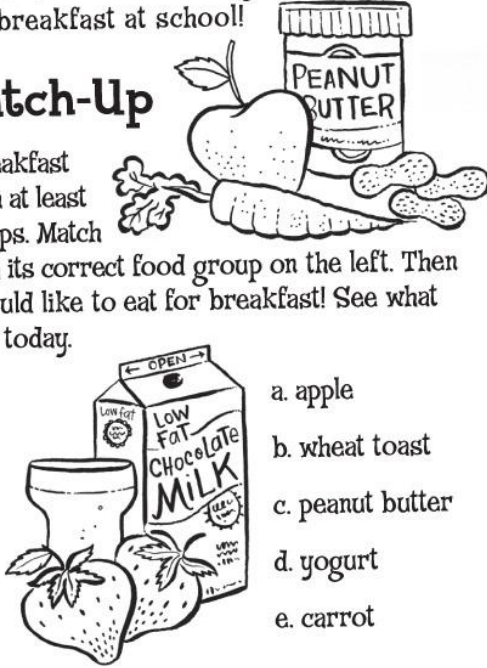 breakfast at school!
PEANUT
BUTTER
tch-Up
akfast
at least
ps. Match
its correct food group on the left. Then
uld like to eat for breakfast! See what
today.
← OPEN →
Low fat
LOW
FAT
CHOCOLATE
MILK
a. apple
b. wheat toast
c. peanut butter
d. yogurt
e. carrot